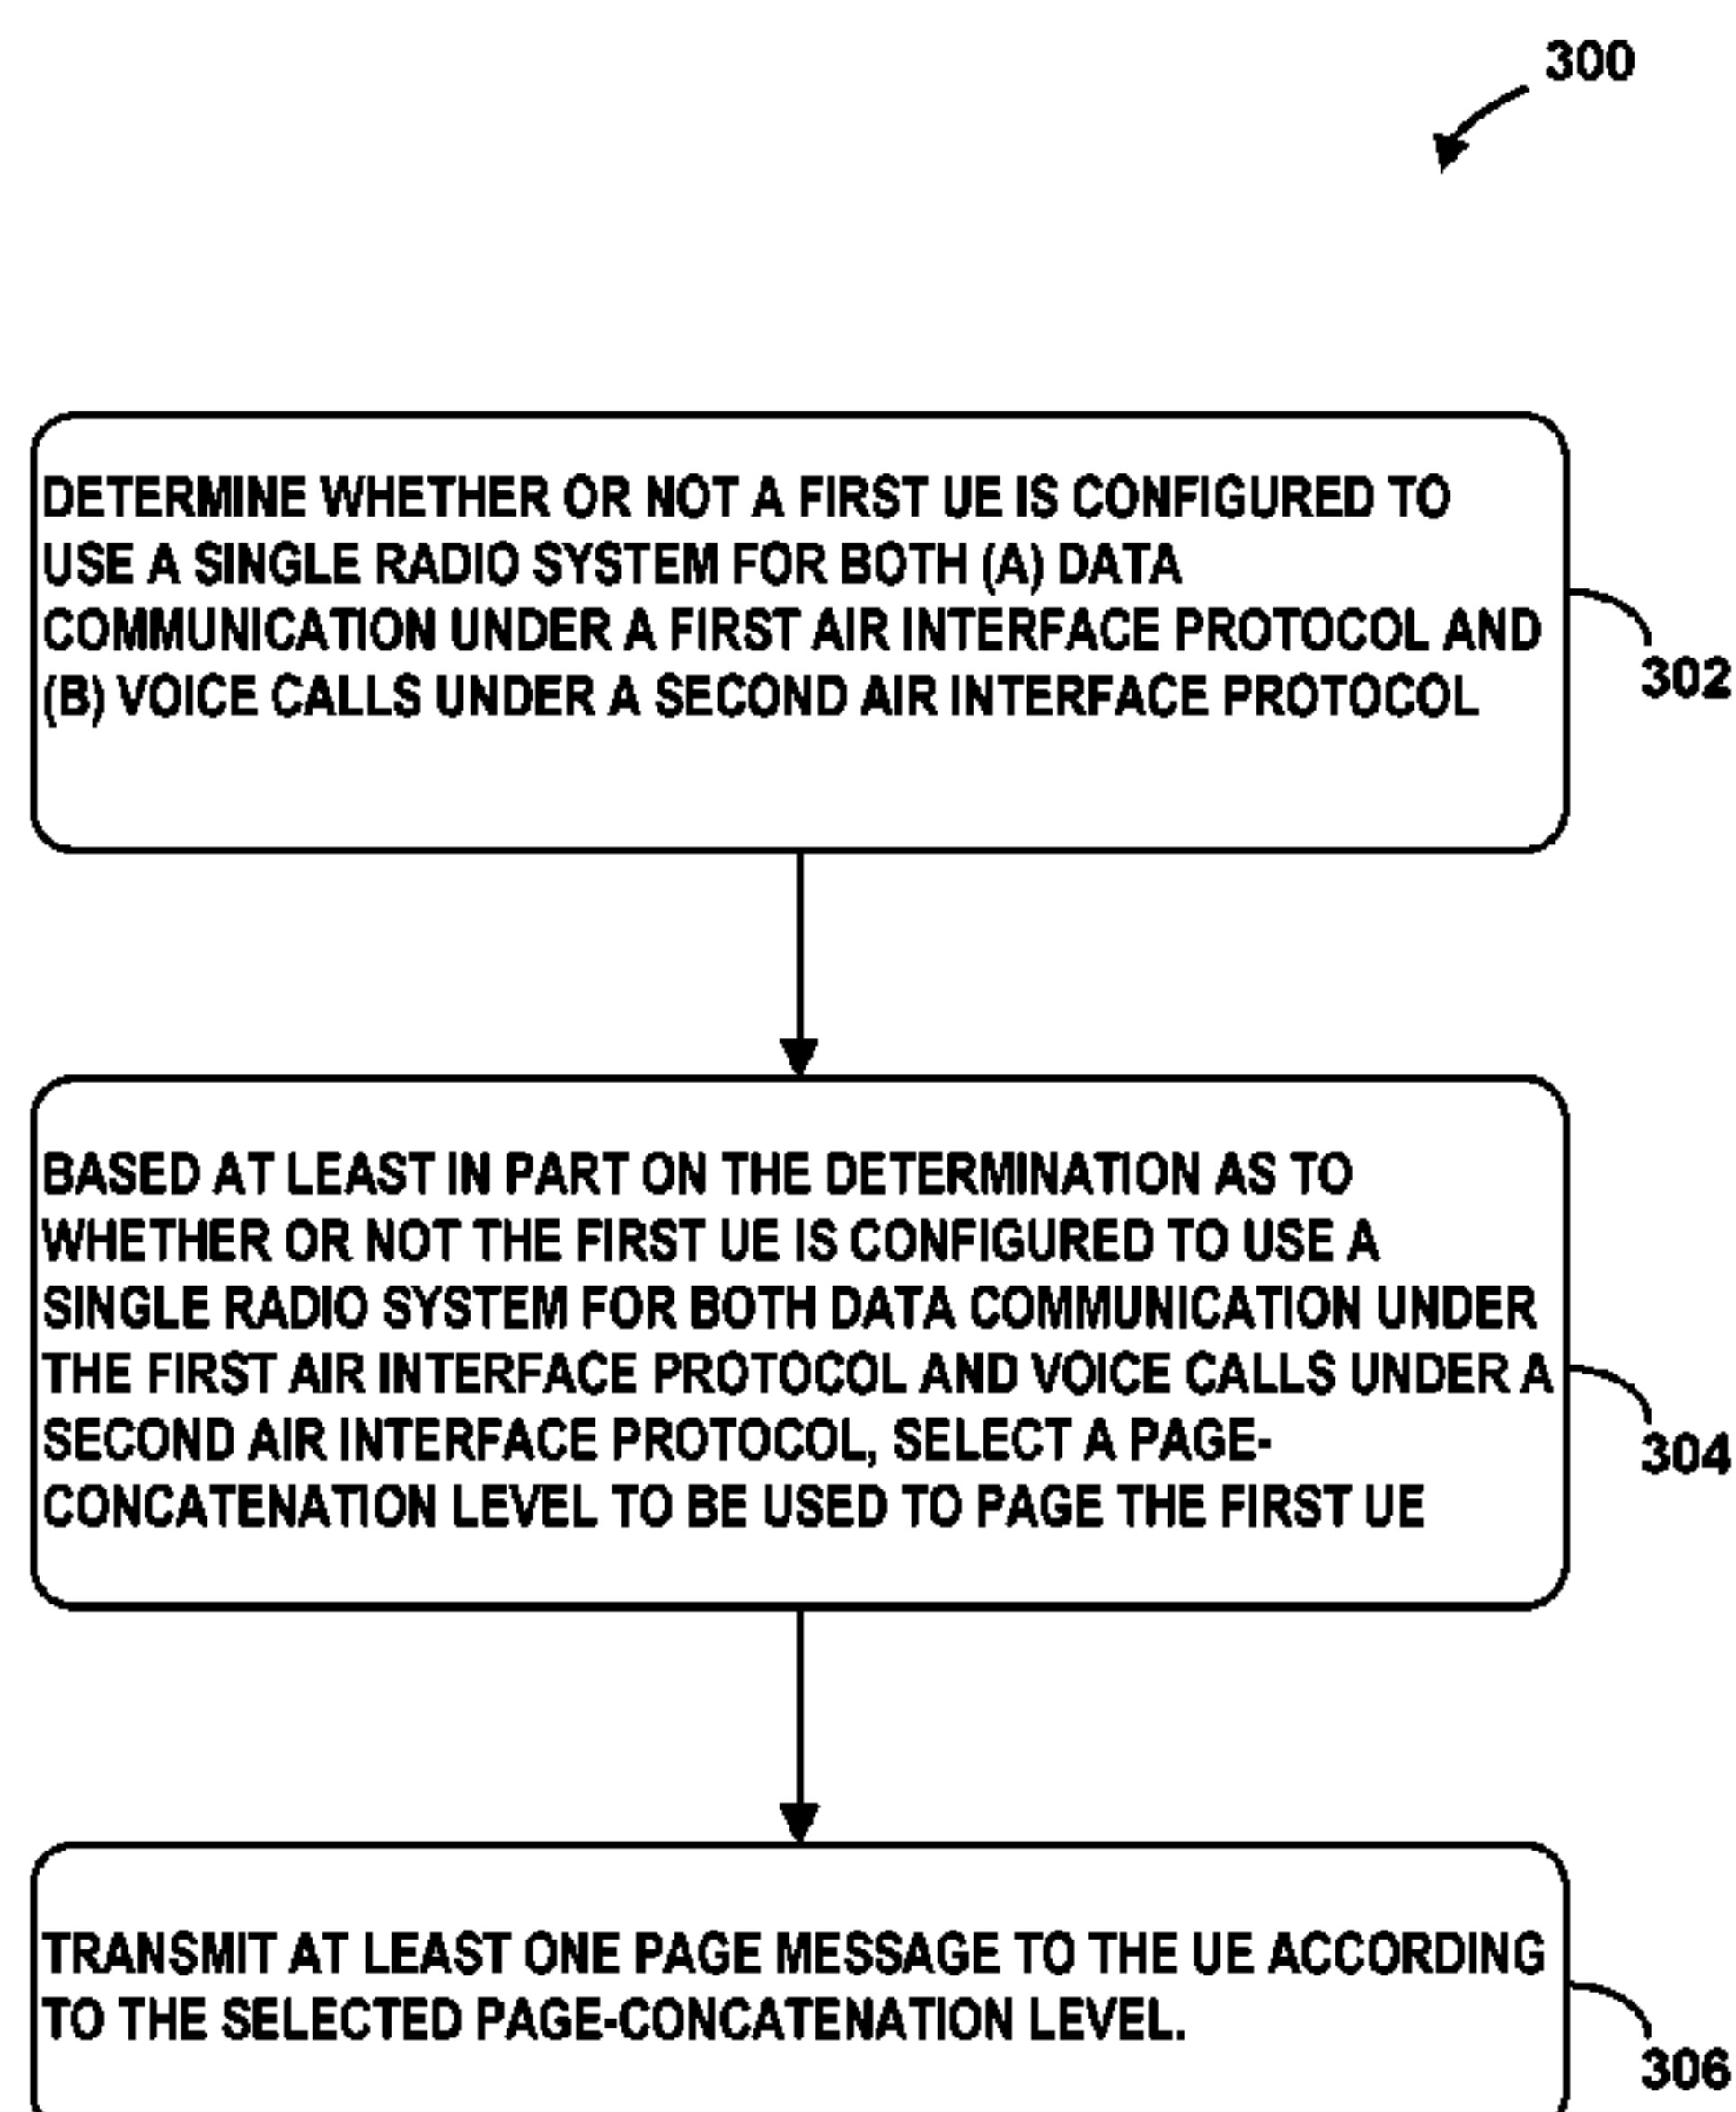 300
DETERMINE WHETHER OR NOT A FIRST UE IS CONFIGURED TO
USE A SINGLE RADIO SYSTEM FOR BOTH (A) DATA
COMMUNICATION UNDER A FIRST AIR INTERFACE PROTOCOL AND
(B) VOICE CALLS UNDER A SECOND AIR INTERFACE PROTOCOL
302
BASED AT LEAST IN PART ON THE DETERMINATION AS TO
WHETHER OR NOT THE FIRST UE IS CONFIGURED TO USE A
SINGLE RADIO SYSTEM FOR BOTH DATA COMMUNICATION UNDER
THE FIRST AIR INTERFACE PROTOCOL AND VOICE CALLS UNDER A
SECOND AIR INTERFACE PROTOCOL, SELECT A PAGE-
CONCATENATION LEVEL TO BE USED TO PAGE THE FIRST UE
304
TRANSMIT AT LEAST ONE PAGE MESSAGE TO THE UE ACCORDING
TO THE SELECTED PAGE-CONCATENATION LEVEL.
306